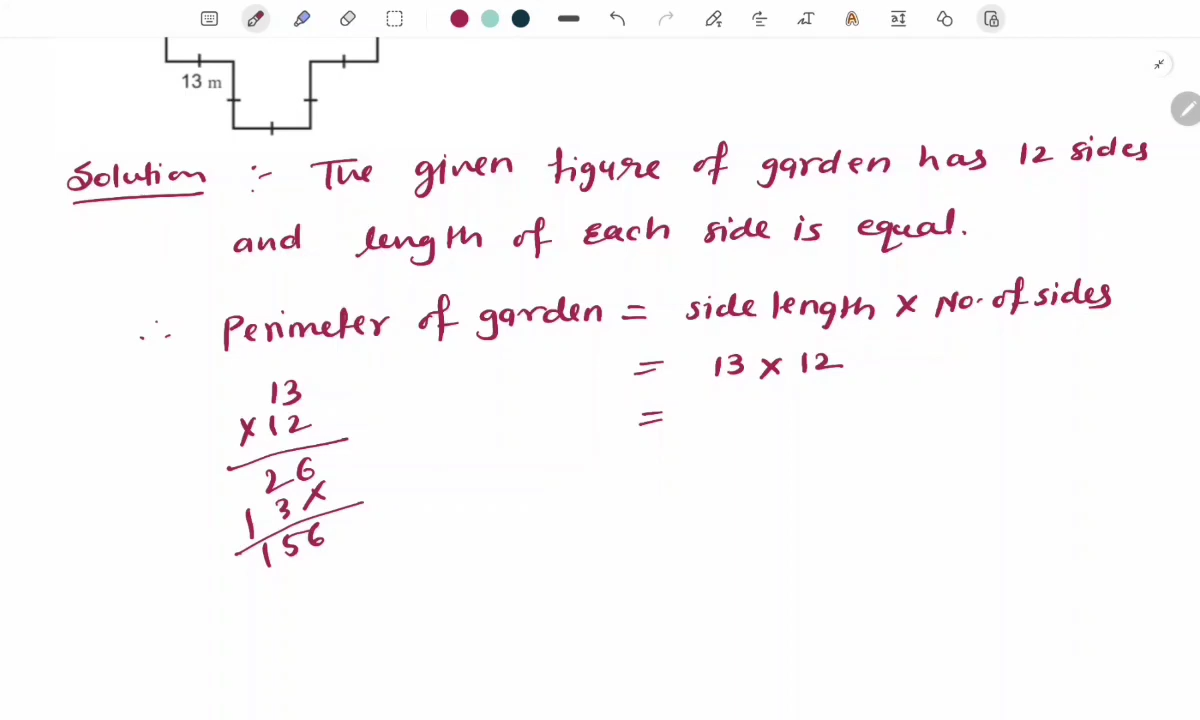 13 m
Solution :- The given figure of garden has 12 sides
and length of each side is equal.
∴ Perimeter of garden = side length × No. of sides
= 13 × 12
=
13
×12
26
13×
156